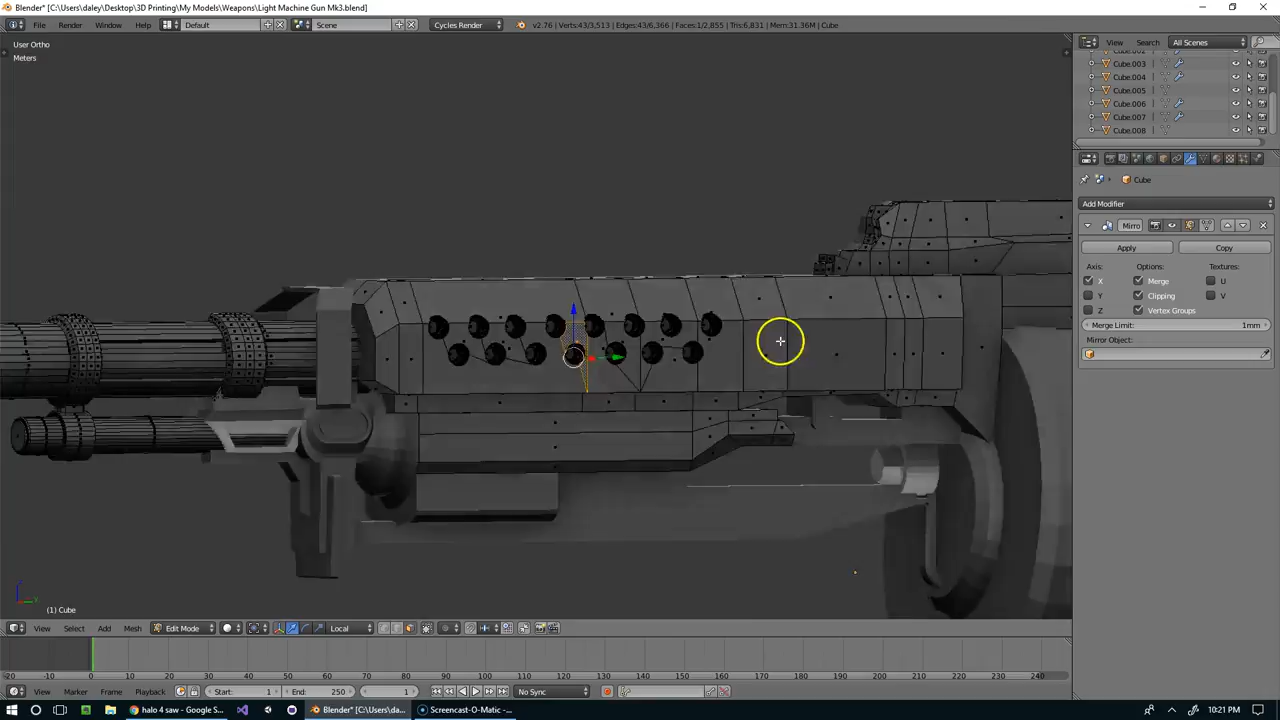 Blender* [C:\Users\daley\Desktop\3D Printing\My Models\Weapons\Light Machine Gun Mk3.blend]
File Render Window Help Default Scene Cycles Render v2.76 | Verts:43/3,513 | Edges:43/6,366 | Faces:1/2,855 | Tris:6,831 | Mem:31.36M | Cube
View Search All Scenes
User Ortho
Meters
Cube.002
Cube.003
Cube.004
Cube.005
Cube.006
Cube.007
Cube.008
Cube
Add Modifier
Mirro
Apply Copy
Axis: Options: Textures:
X Merge U
Y Clipping V
Z Vertex Groups
Merge Limit: 1mm
Mirror Object:
(1) Cube
View Select Add Mesh Edit Mode Local
-20 -10 0 10 20 30 40 50 60 70 80 90 100 110 120 130 140 150 160 170 180 190 200 210 220 230 240
View Marker Frame Playback Start: 1 End: 250 1 No Sync
halo 4 saw - Google S... Blender* [C:\Users\da... Screencast-O-Matic -... 10:21 PM